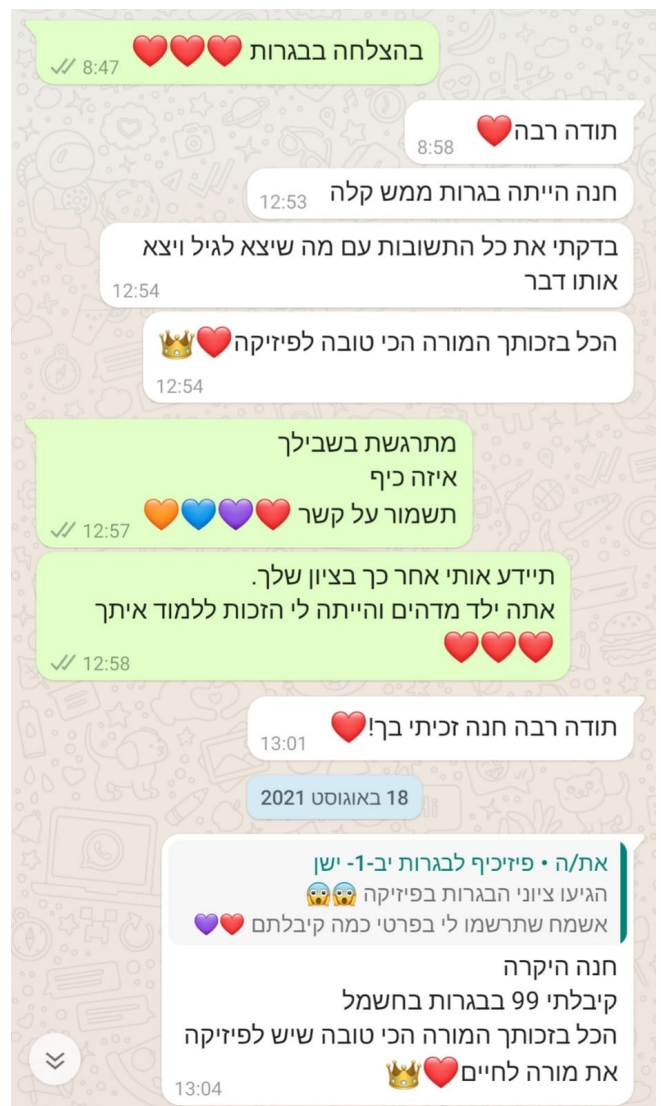 בהצלחה בבגרות ❤️❤️❤️
8:47
תודה רבה❤️
8:58
חנה הייתה בגרות ממש קלה
12:53
בדקתי את כל התשובות עם מה שיצא לגיל ויצא
אותו דבר
12:54
הכל בזכותך המורה הכי טובה לפיזיקה❤️👑
12:54
מתרגשת בשבילך
איזה כיף
תשמור על קשר ❤️💜💙🧡
12:57
תיידע אותי אחר כך בציון שלך.
אתה ילד מדהים והייתה לי הזכות ללמוד איתך
❤️❤️❤️
12:58
תודה רבה חנה זכיתי בך!❤️
13:01
18 באוגוסט 2021
את/ה • פיזיכיף לבגרות יב-1- ישן
הגיעו ציוני הבגרות בפיזיקה 😱😱
אשמח שתרשמו לי בפרטי כמה קיבלתם ❤️💜
חנה היקרה
קיבלתי 99 בבגרות בחשמל
הכל בזכותך המורה הכי טובה שיש לפיזיקה
את מורה לחיים❤️👑
13:04